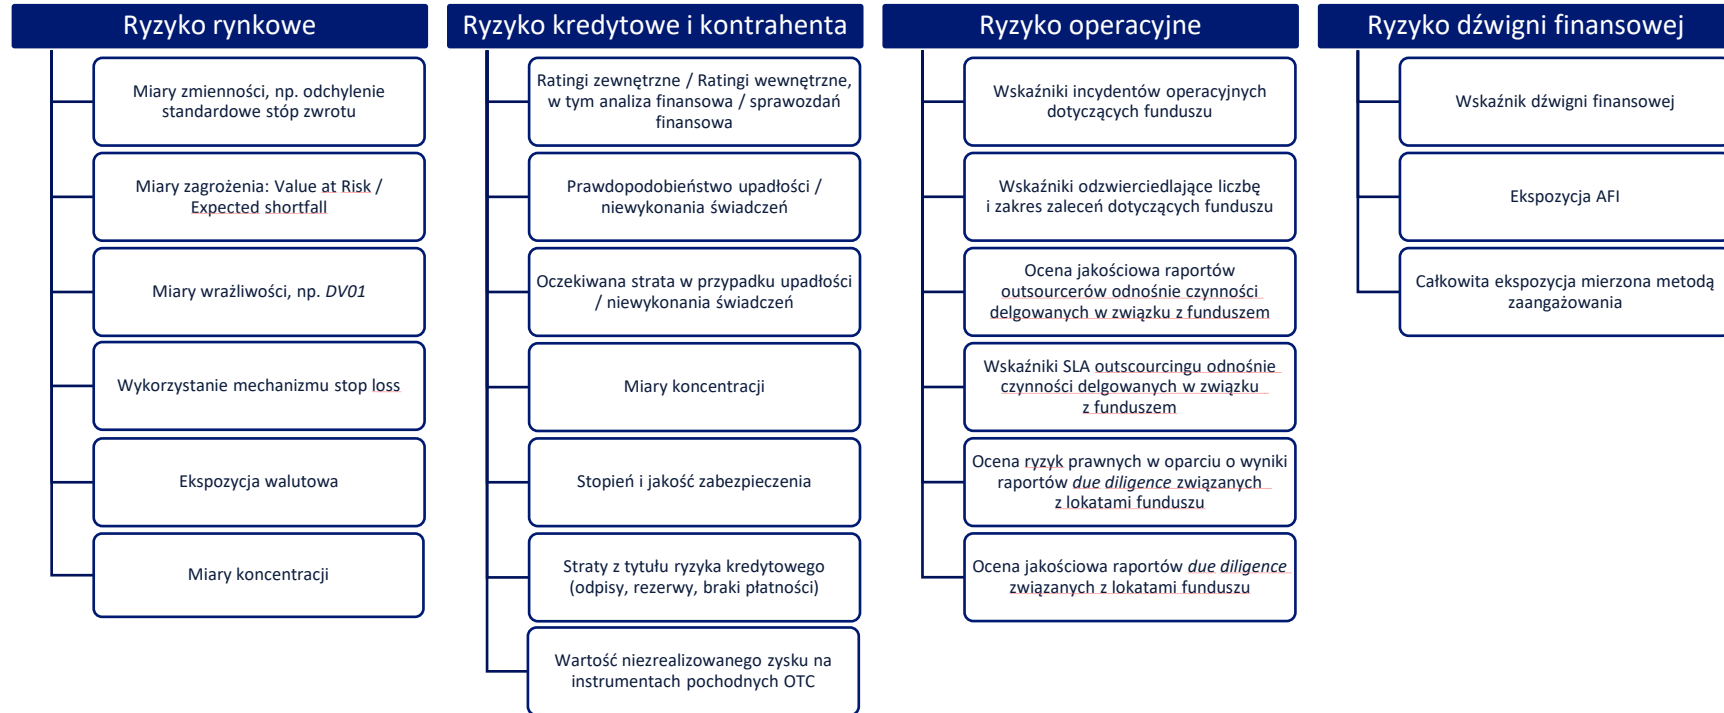 Ryzyko rynkowe
Miary zmienności, np. odchylenie
standardowe stóp zwrotu
Miary zagrożenia: Value at Risk /
Expected shortfall
Miary wrażliwości, np. DV01
Wykorzystanie mechanizmu stop loss
Ekspozycja walutowa
Miary koncentracji
Ryzyko kredytowe i kontrahenta
Ratingi zewnętrzne / Ratingi wewnętrzne,
w tym analiza finansowa / sprawozdań
finansowa
Prawdopodobieństwo upadłości /
niewykonania świadczeń
Oczekiwana strata w przypadku upadłości
/ niewykonania świadczeń
Miary koncentracji
Stopień i jakość zabezpieczenia
Straty z tytułu ryzyka kredytowego
(odpisy, rezerwy, braki płatności)
Wartość niezrealizowanego zysku na
instrumentach pochodnych OTC
Ryzyko operacyjne
Wskaźniki incydentów operacyjnych
dotyczących funduszu
Wskaźniki odzwierciedlające liczbę
i zakres zaleceń dotyczących funduszu
Ocena jakościowa raportów
outsourcerów odnośnie czynności
delgowanych w związku z funduszem
Wskaźniki SLA outscourcingu odnośnie
czynności delgowanych w związku
z funduszem
Ocena ryzyk prawnych w oparciu o wyniki
raportów due diligence związanych
z lokatami funduszu
Ocena jakościowa raportów due diligence
związanych z lokatami funduszu
Ryzyko dźwigni finansowej
Wskaźnik dźwigni finansowej
Ekspozycja AFI
Całkowita ekspozycja mierzona metodą
zaangażowania